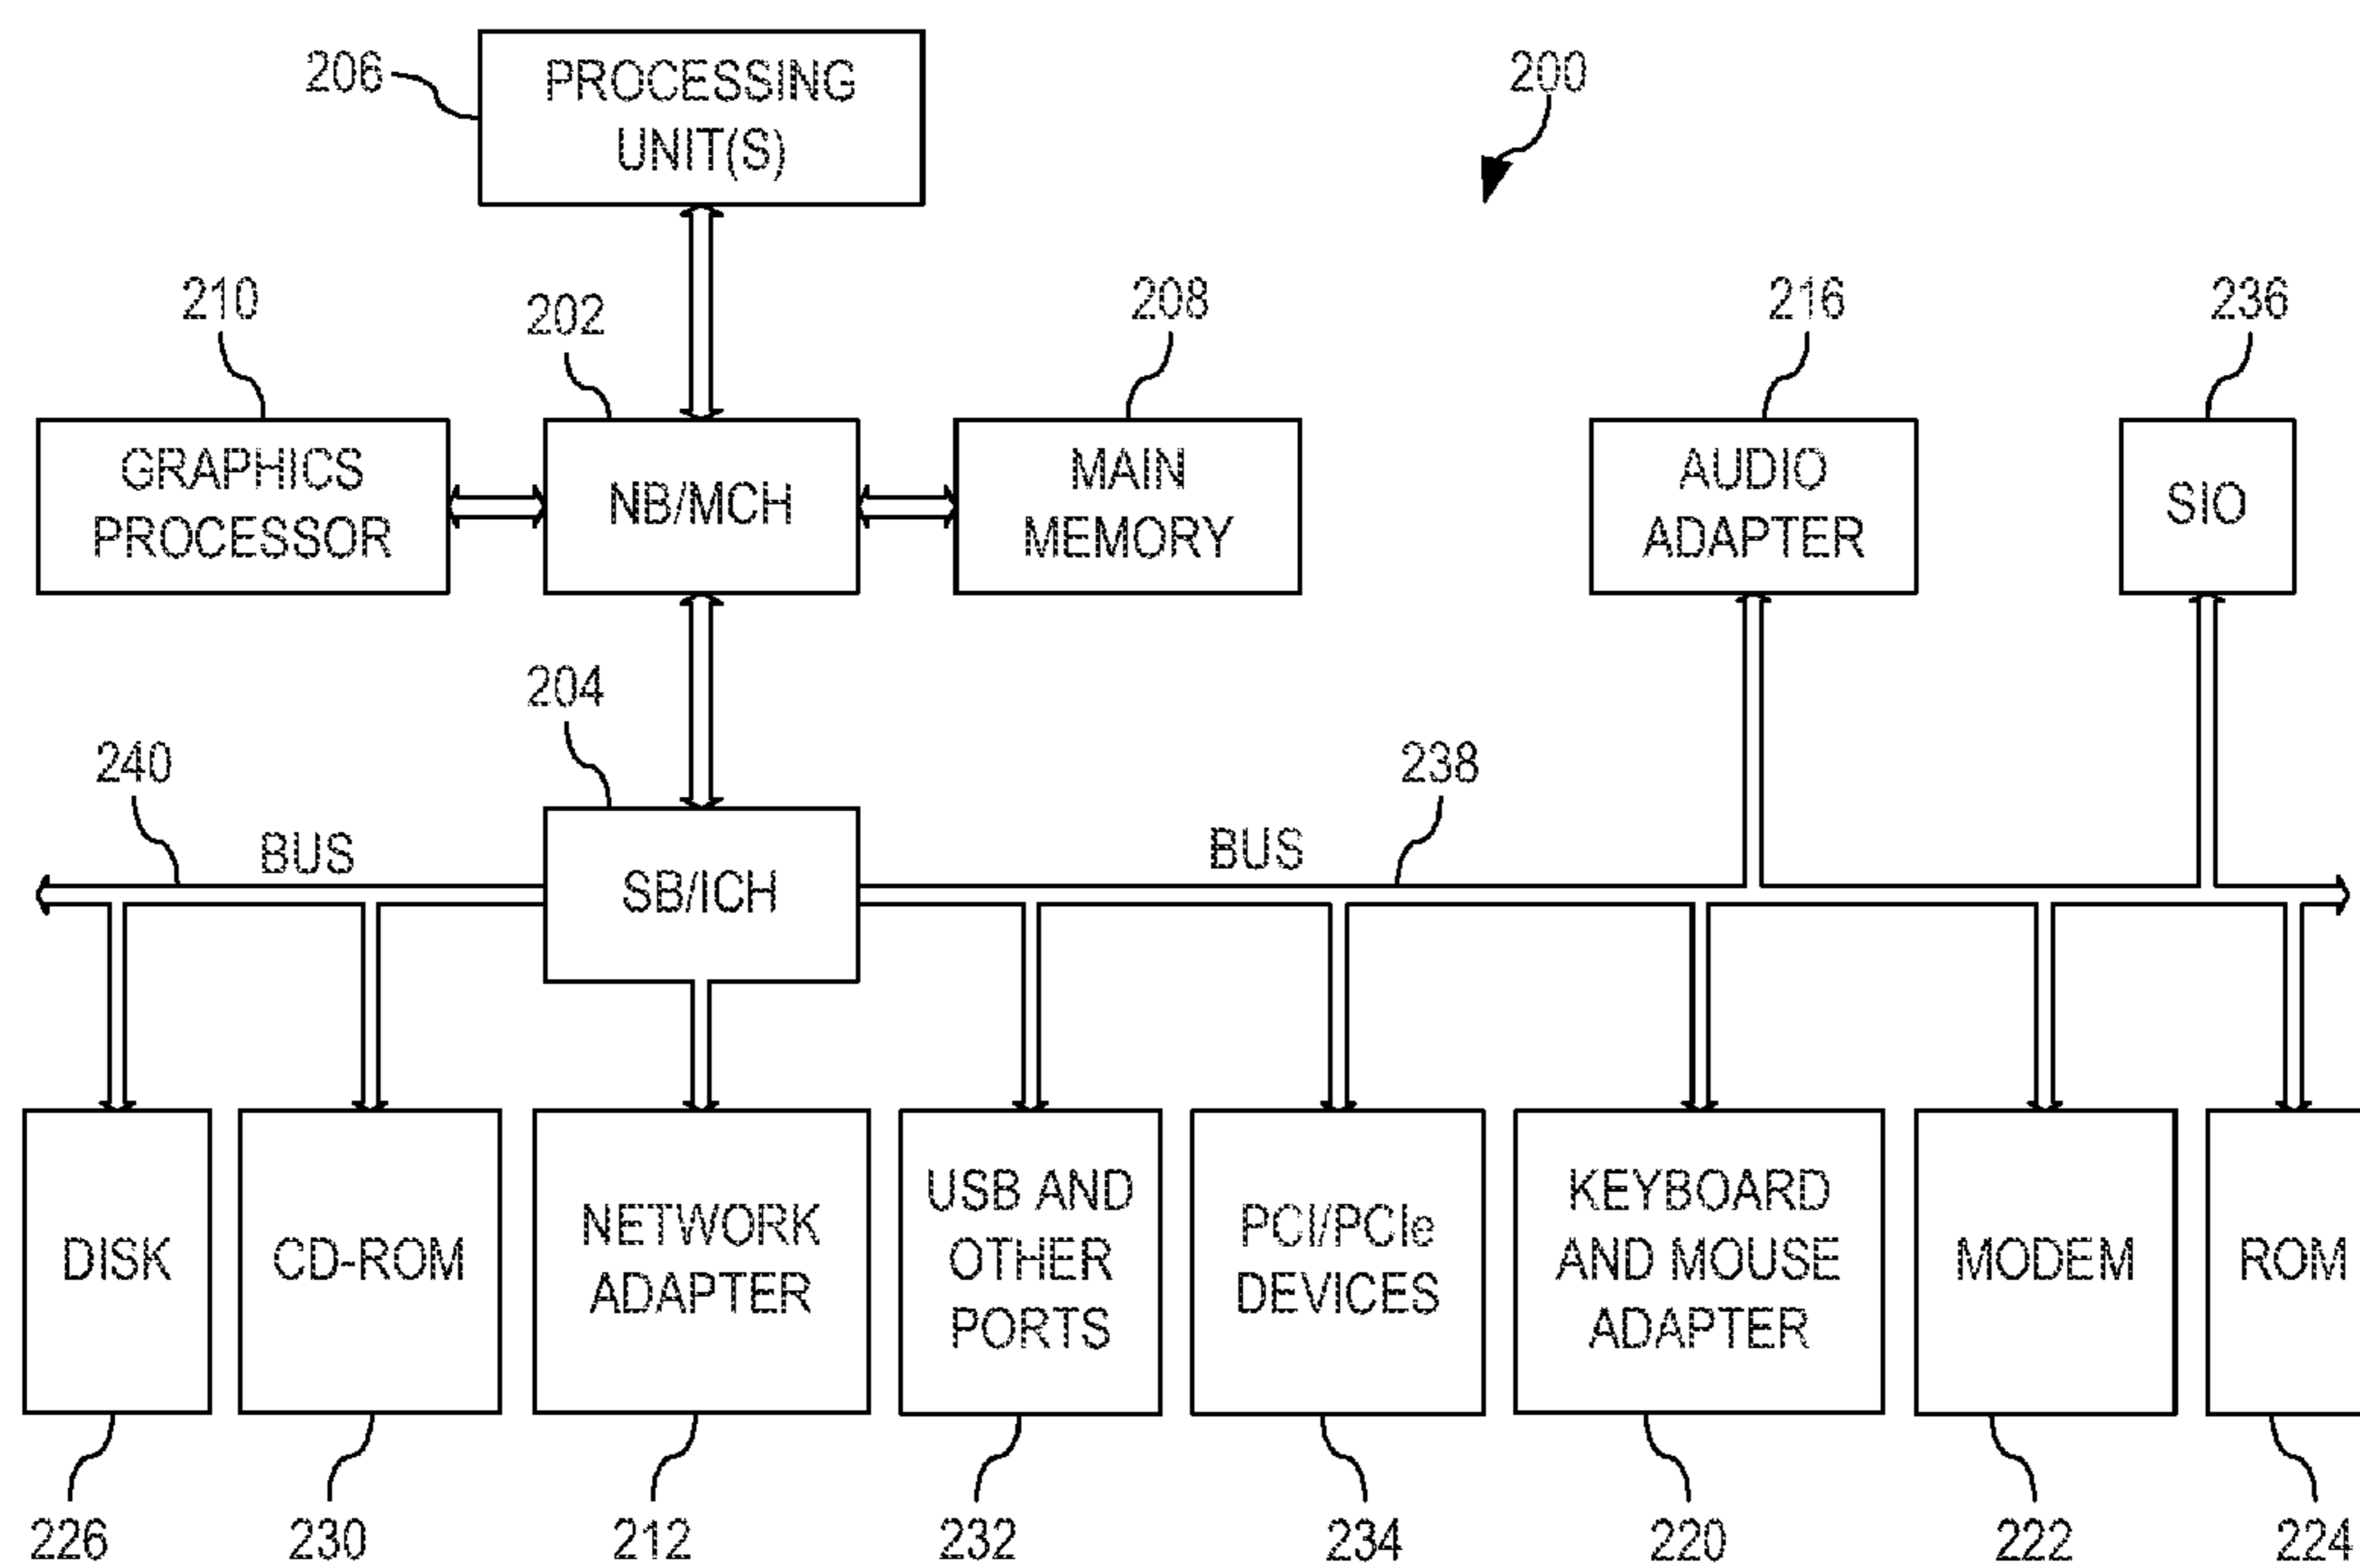 206
PROCESSING
UNIT(S)
200
210
202
208
216
236
GRAPHICS
PROCESSOR
NB/MCH
MAIN
MEMORY
AUDIO
ADAPTER
SIO
204
240
238
BUS
BUS
SB/ICH
DISK
CD-ROM
NETWORK
ADAPTER
USB AND
OTHER
PORTS
PCI/PCIe
DEVICES
KEYBOARD
AND MOUSE
ADAPTER
MODEM
ROM
226
230
212
232
234
220
222
224